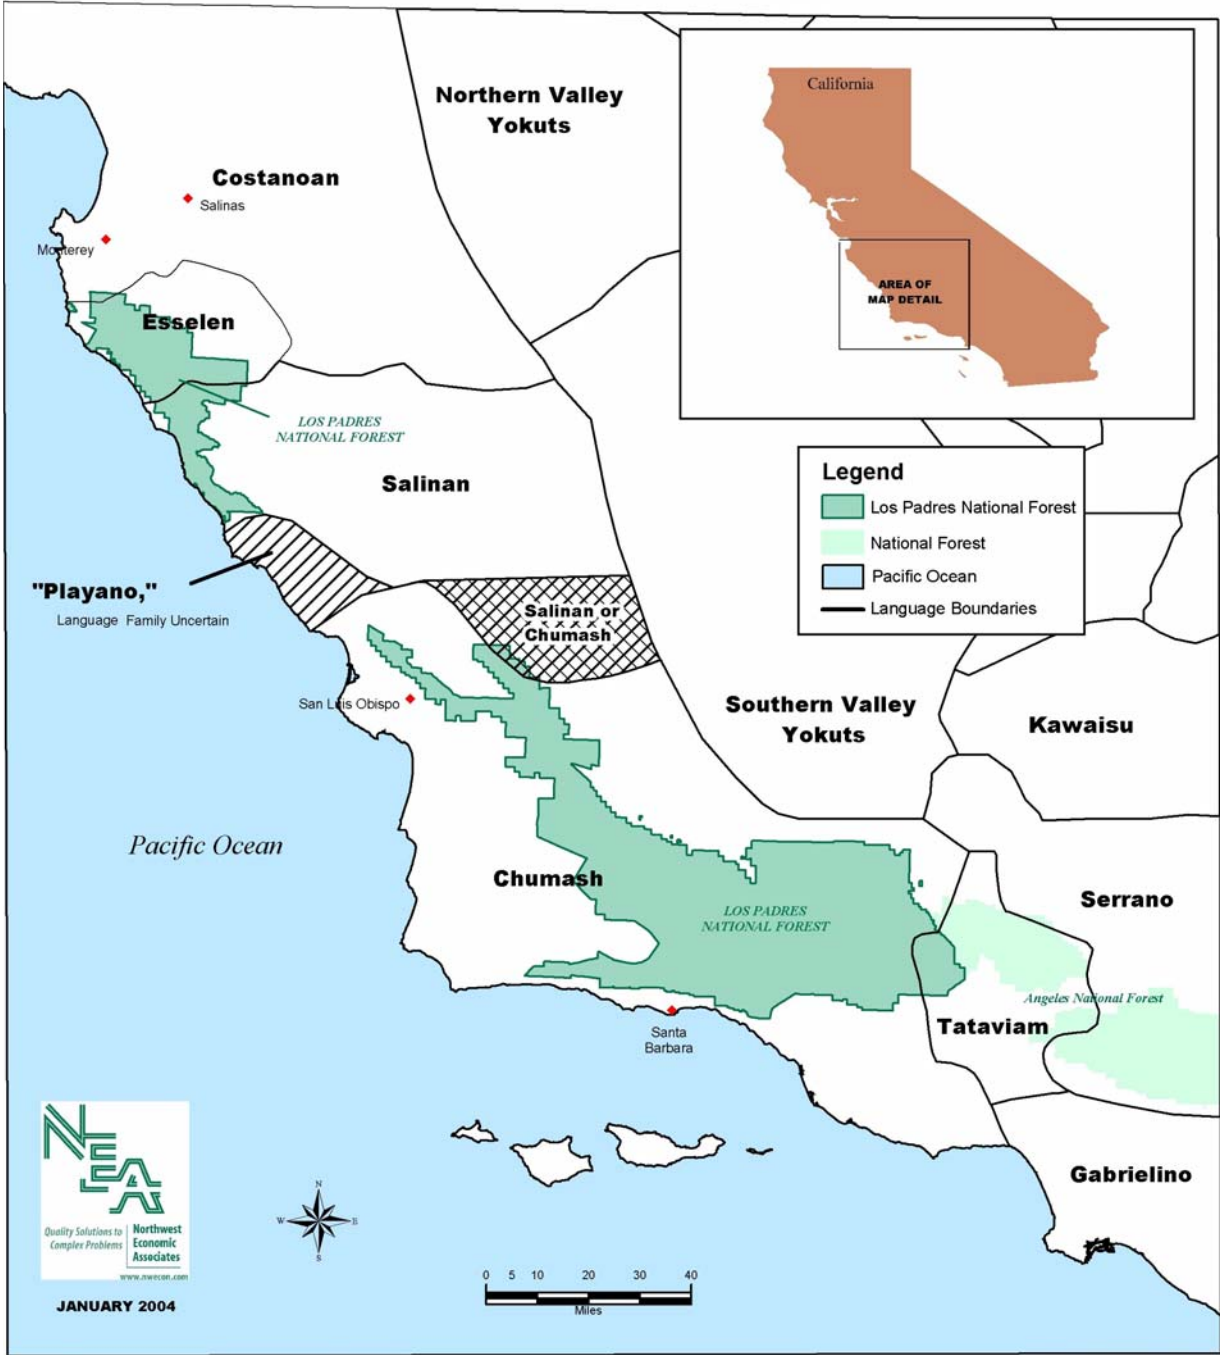 Northern Valley
Yokuts
California
AREA OF
MAP DETAIL
Costanoan
Salinas
Monterey
Esselen
LOS PADRES
NATIONAL FOREST
Salinan
Legend
Los Padres National Forest
National Forest
Pacific Ocean
Language Boundaries
"Playano,"
Language Family Uncertain
Salinan or
Chumash
San Luis Obispo
Southern Valley
Yokuts
Kawaisu
Pacific Ocean
Chumash
LOS PADRES
NATIONAL FOREST
Serrano
Angeles National Forest
Tataviam
Santa
Barbara
Gabrielino
NEA
Quality Solutions to
Complex Problems
Northwest
Economic
Associates
www.nwecon.com
JANUARY 2004
N
W E
S
0 5 10 20 30 40
Miles